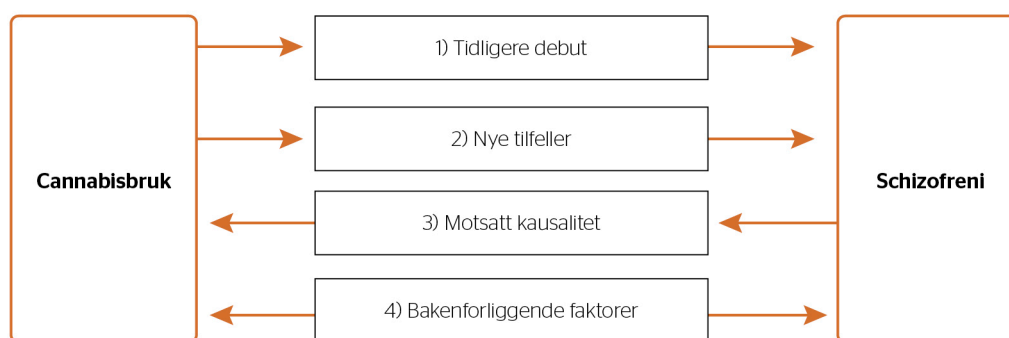 1) Tidligere debut
2) Nye tilfeller
Cannabisbruk
Schizofreni
3) Motsatt kausalitet
4) Bakenforliggende faktorer